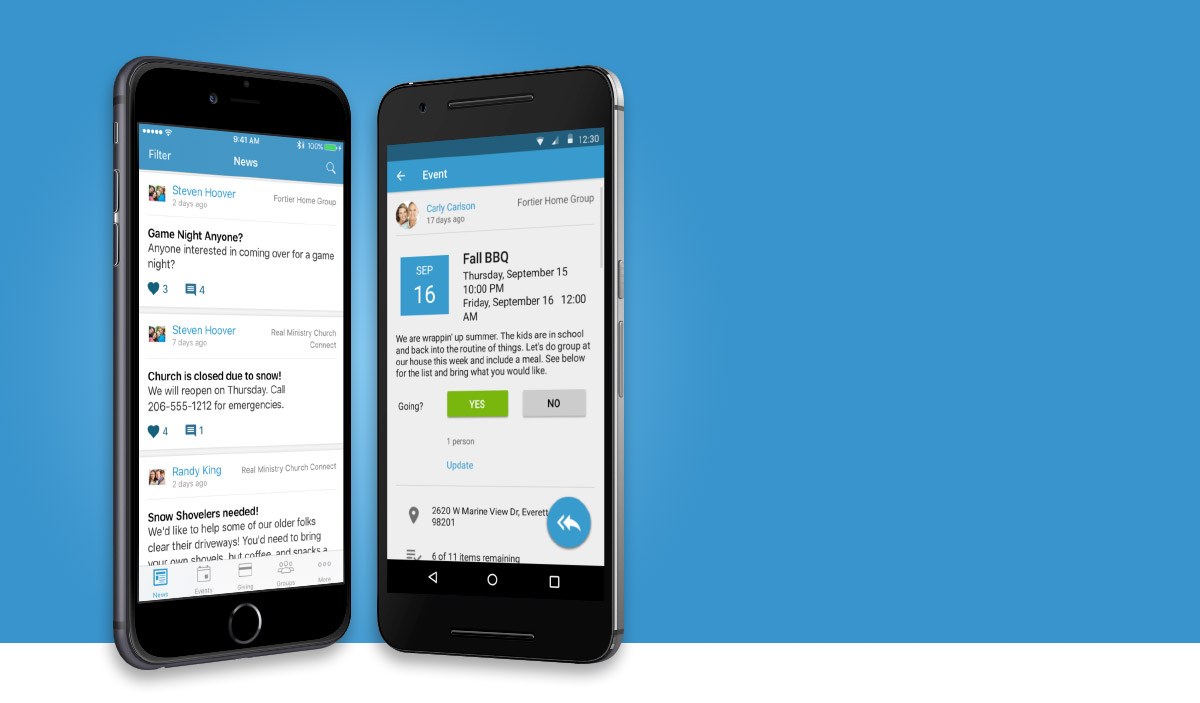 9:41 AM
100%
Filter
News
Steven Hoover
Fortier Home Group
2 days ago
Game Night Anyone?
Anyone interested in coming over for a game
night?
3
4
Steven Hoover
Real Ministry Church
Connect
7 days ago
Church is closed due to snow!
We will reopen on Thursday. Call
206-555-1212 for emergencies.
4
1
Randy King
Real Ministry Church Connect
2 days ago
Snow Shovelers needed!
We'd like to help some of our older folks
clear their driveways! You'd need to bring
your own shovels, but coffee, and snacks a
News
Events
Giving
Groups
More
12:30
Event
Carly Carlson
Fortier Home Group
17 days ago
SEP
16
Fall BBQ
Thursday, September 15
10:00 PM
Friday, September 16 12:00
AM
We are wrappin' up summer. The kids are in school
and back into the routine of things. Let's do group at
our house this week and include a meal. See below
for the list and bring what you would like.
Going?
YES
NO
1 person
Update
2620 W Marine View Dr, Everett
98201
6 of 11 items remaining